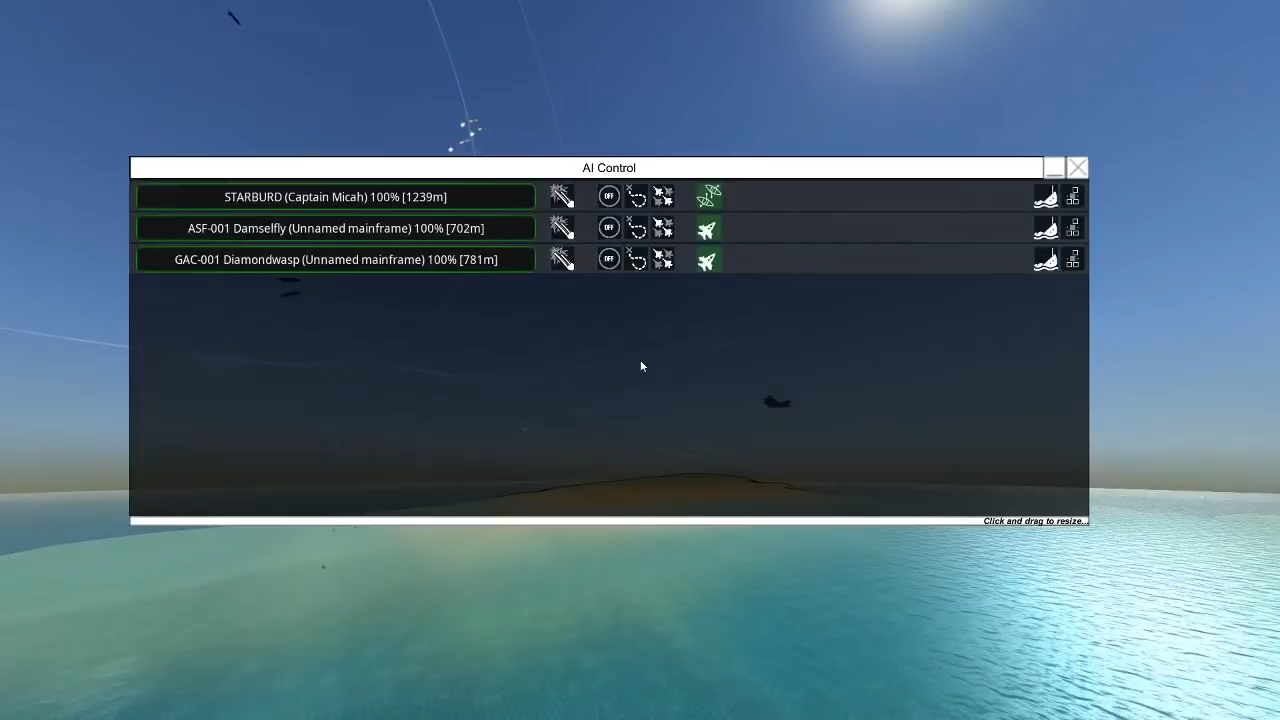 AI Control
STARBURD (Captain Micah) 100% [1239m]
OFF
ASF-001 Damselfly (Unnamed mainframe) 100% [702m]
OFF
GAC-001 Diamondwasp (Unnamed mainframe) 100% [781m]
OFF
Click and drag to resize...